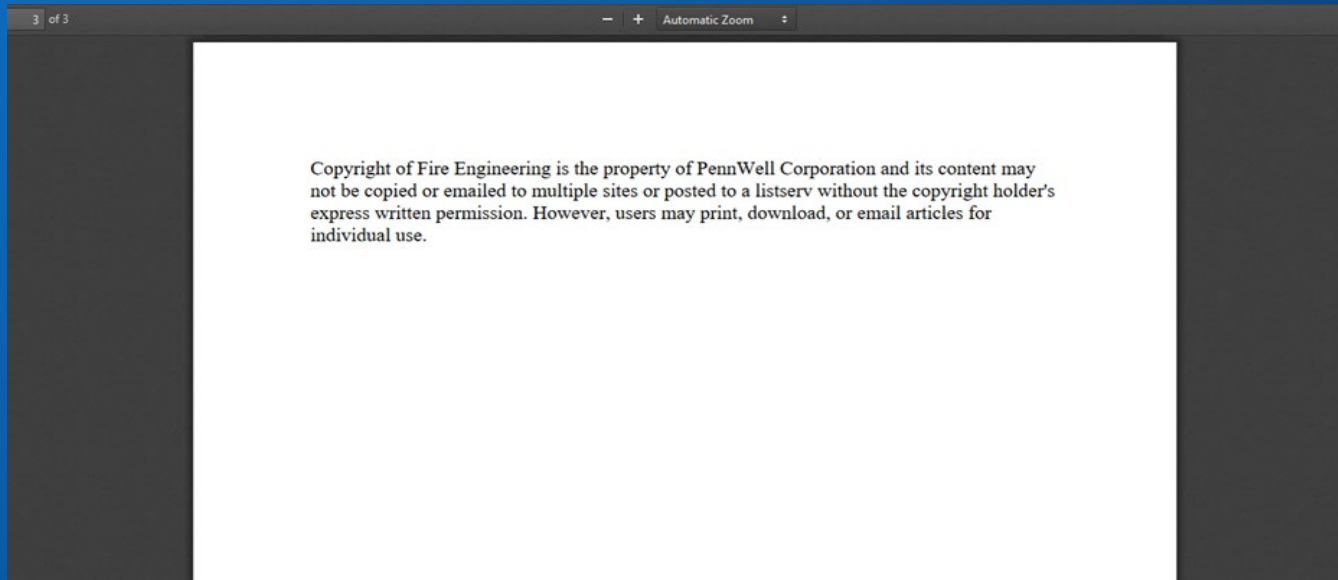 3 of 3 − + Automatic Zoom
Copyright of Fire Engineering is the property of PennWell Corporation and its content may
not be copied or emailed to multiple sites or posted to a listserv without the copyright holder's
express written permission. However, users may print, download, or email articles for
individual use.